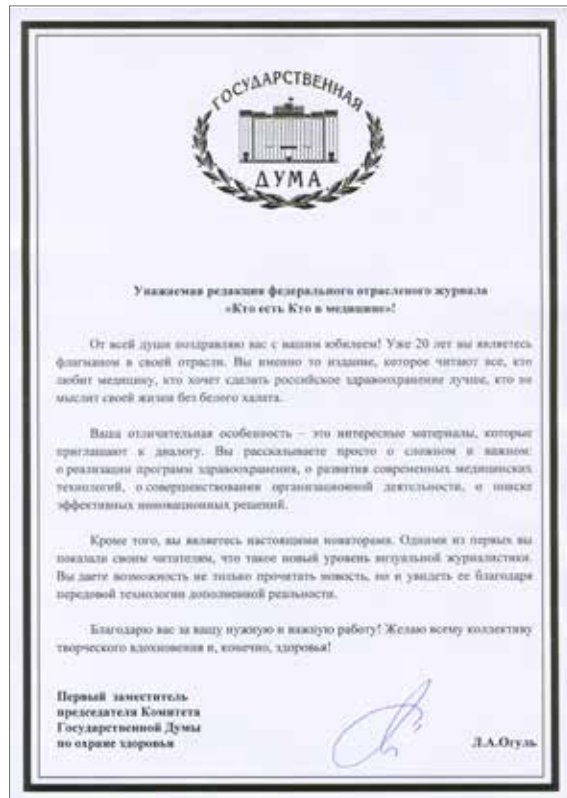 ГОСУДАРСТВЕННАЯ
ДУМА
Уважаемая редакция федерального отраслевого журнала
«Кто есть Кто в медицине»!
От всей души поздравляю вас с вашим юбилеем! Уже 20 лет вы являетесь
флагманом в своей отрасли. Вы именно то издание, которое читают все, кто
любит медицину, кто хочет сделать российское здравоохранение лучше, кто не
мыслит своей жизни без белого халата.
Ваша отличительная особенность – это интересные материалы, которые
приглашают к диалогу. Вы рассказываете просто о сложном и важном:
о реализации программ здравоохранения, о развитии современных медицинских
технологий, о совершенствовании организационной деятельности, о поиске
эффективных инновационных решений.
Кроме того, вы являетесь настоящими новаторами. Одними из первых вы
показали своим читателям, что такое новый уровень визуальной журналистики.
Вы даете возможность не только прочитать новость, но и увидеть ее благодаря
передовой технологии дополненной реальности.
Благодарю вас за вашу нужную и важную работу! Желаю всему коллективу
творческого вдохновения и, конечно, здоровья!
Первый заместитель
председателя Комитета
Государственной Думы
по охране здоровья
Л.А.Огуль